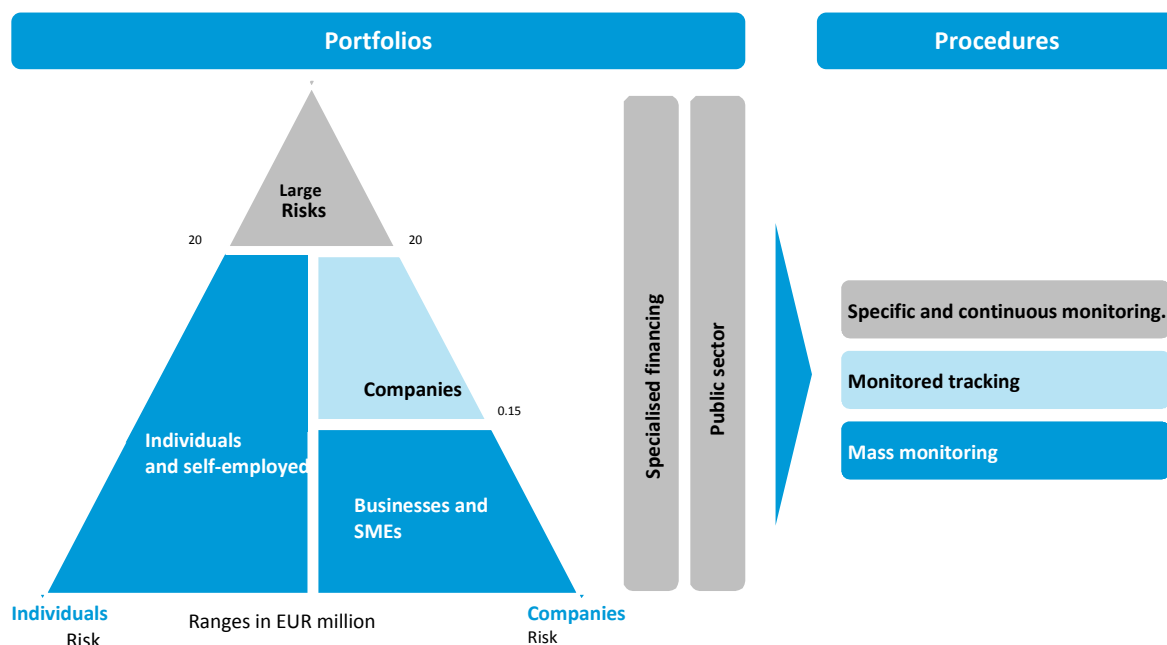 Portfolios
Procedures
Large
Risks
20
20
Companies
0.15
Individuals
and self-employed
Businesses and
SMEs
Specialised financing
Public sector
Specific and continuous monitoring.
Monitored tracking
Mass monitoring
Individuals
Risk
Ranges in EUR million
Companies
Risk